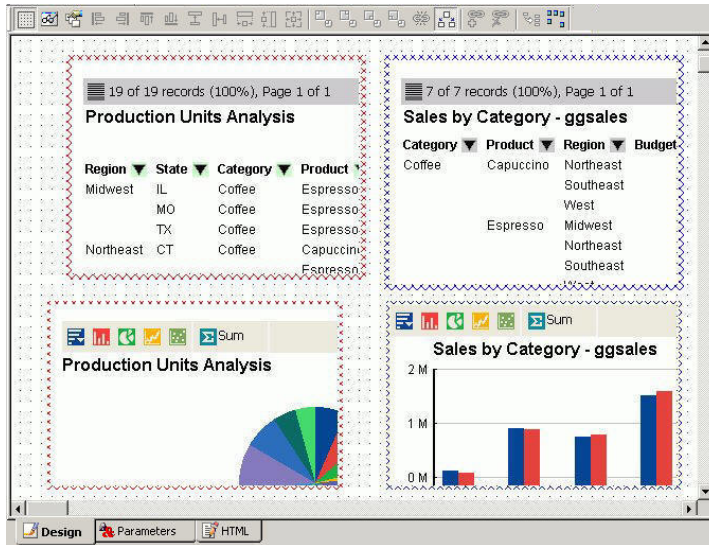 19 of 19 records (100%), Page 1 of 1
Production Units Analysis
Region State Category Product
Midwest IL Coffee Espresso
MO Coffee Espresso
TX Coffee Espresso
Northeast CT Coffee Capuccin
Espresso
7 of 7 records (100%), Page 1 of 1
Sales by Category - ggsales
Category Product Region Budget
Coffee Capuccino Northeast
Southeast
West
Espresso Midwest
Northeast
Southeast
West
Sum
Production Units Analysis
Sum
Sales by Category - ggsales
2 M
1 M
0 M
Design Parameters HTML